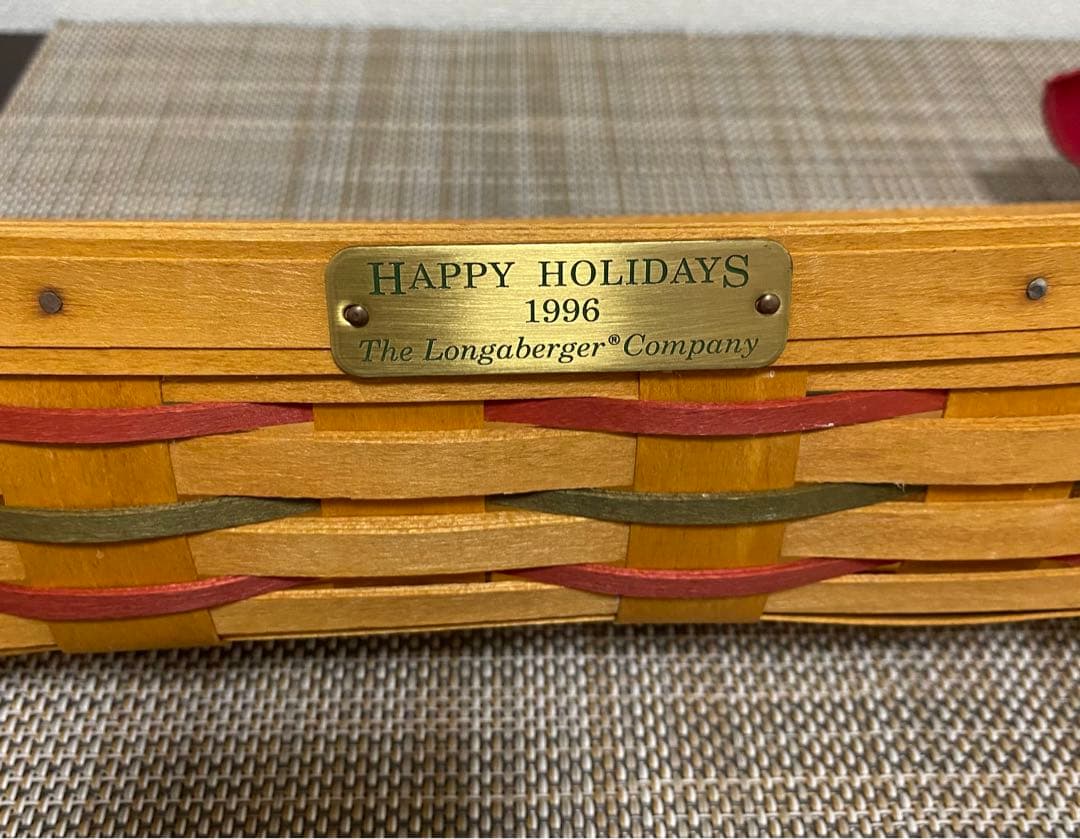 HAPPY HOLIDAYS
1996
The Longaberger® Company